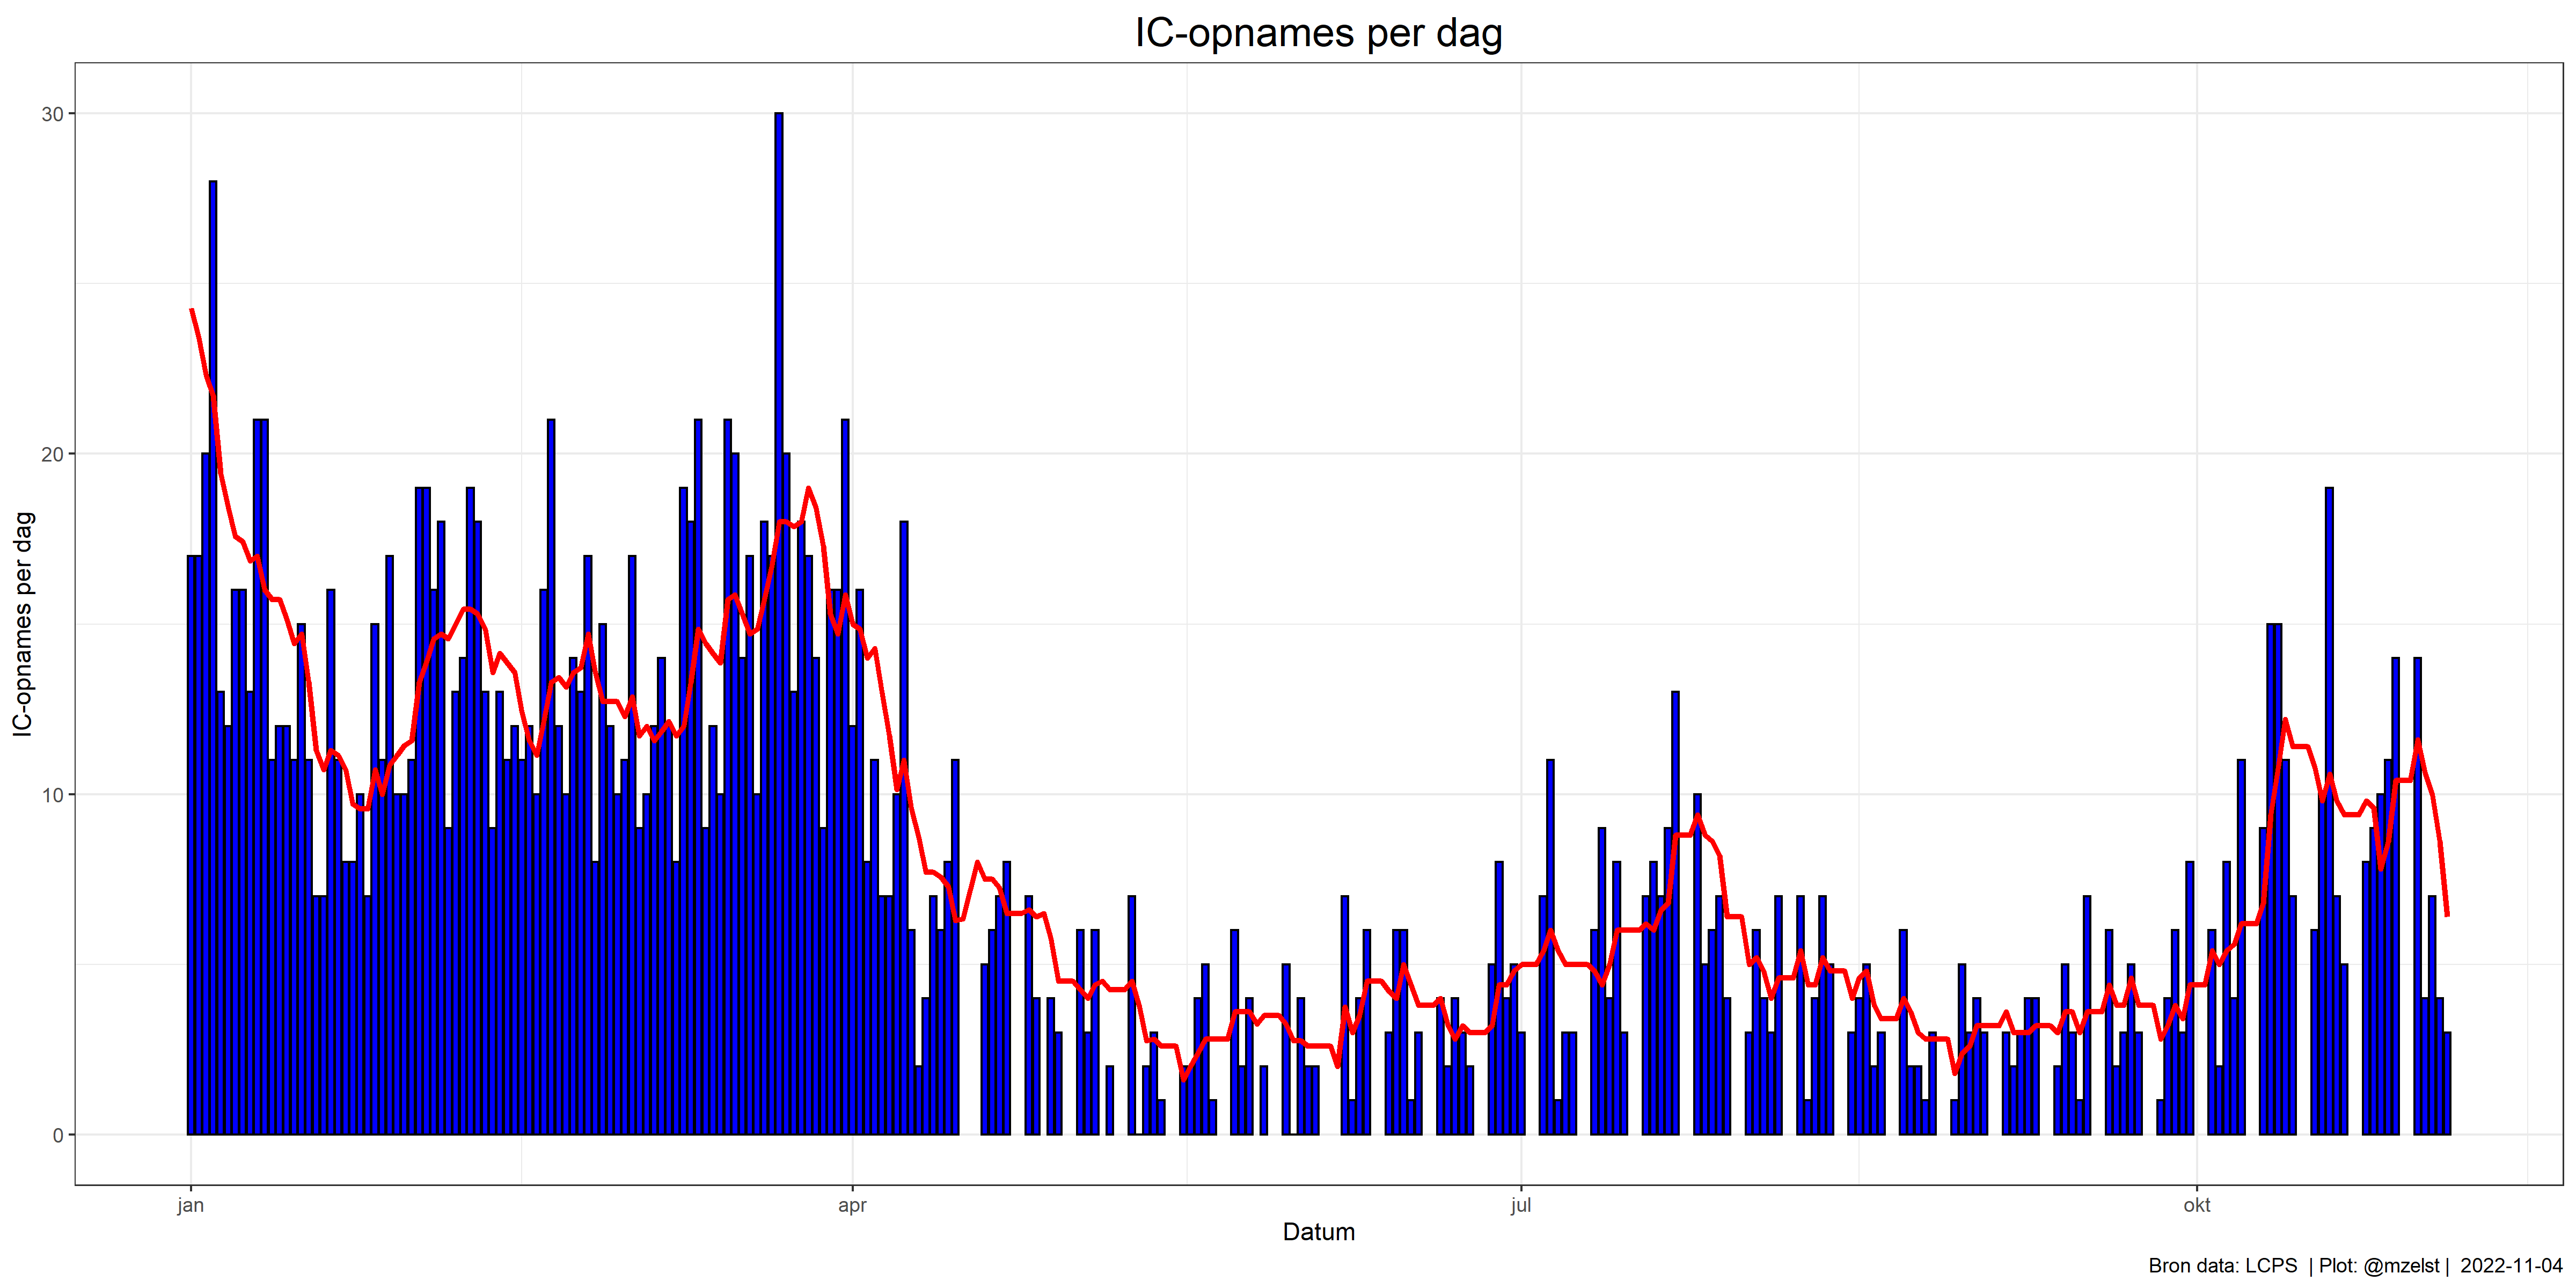 IC-opnames per dag
IC-opnames per dag
30
20
10
0
jan apr jul okt
Datum
Bron data: LCPS | Plot: @mzelst | 2022-11-04